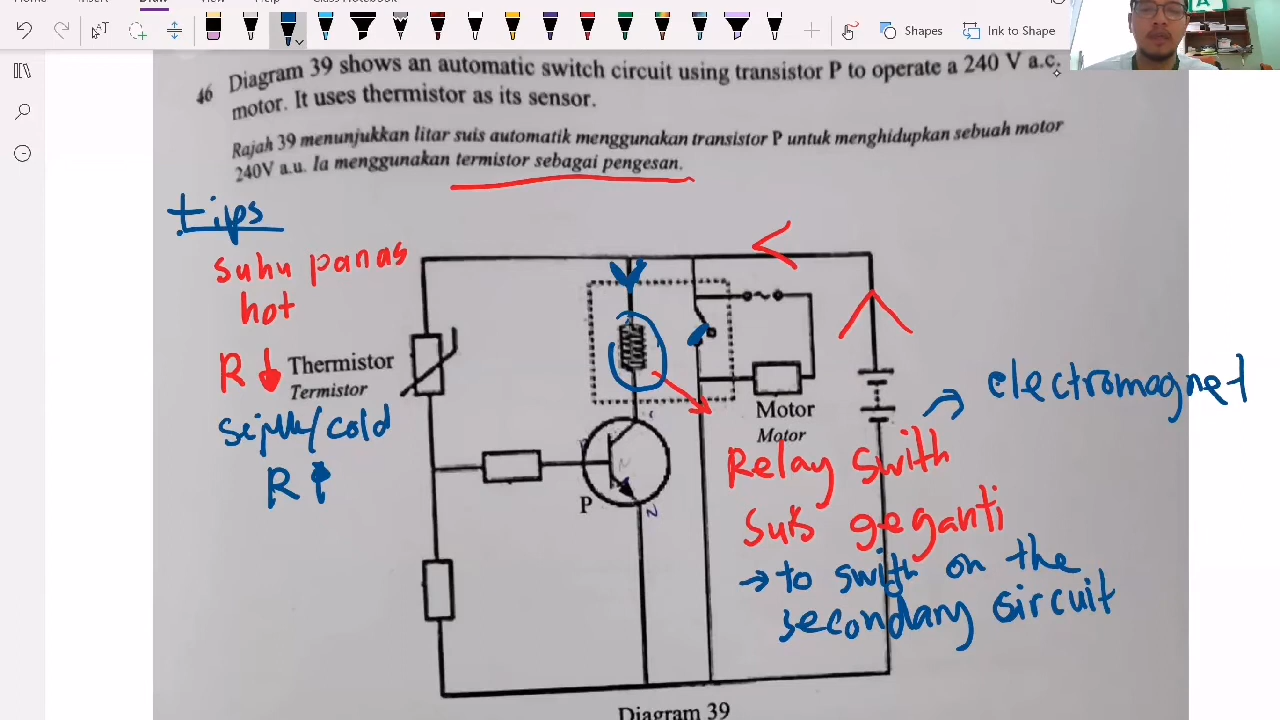 Home
Insert
Draw
View
Help
Class Notebook
Shapes
Ink to Shape
46 Diagram 39 shows an automatic switch circuit using transistor P to operate a 240 V a.c.
motor. It uses thermistor as its sensor.
Rajah 39 menunjukkan litar suis automatik menggunakan transistor P untuk menghidupkan sebuah motor
240V a.u. Ia menggunakan termistor sebagai pengesan.
tips
suhu panas
hot
R ↓
Thermistor
Termistor
sejuk/cold
R ↑
P
N
Motor
Motor
→ electromagnet
Relay swith
Suis geganti
→ to swith on the
secondary circuit
Diagram 39